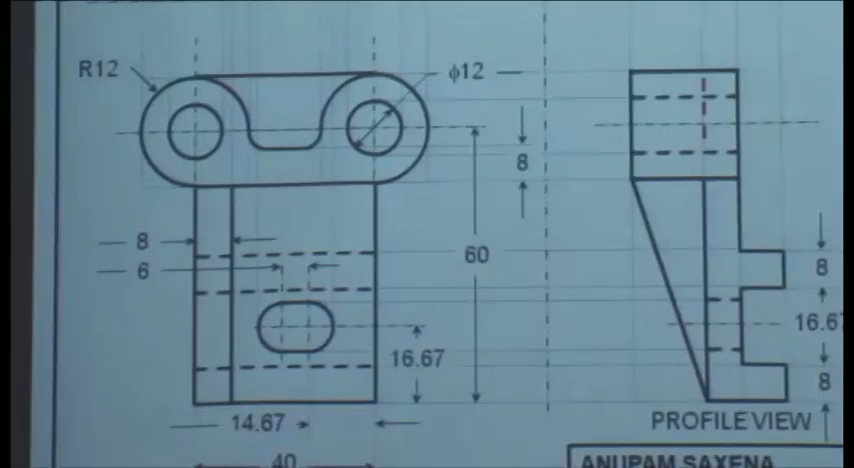 R12
ϕ12
8
8
6
60
8
16.67
16.67
8
14.67
PROFILE VIEW
40
ANUPAM SAXENA